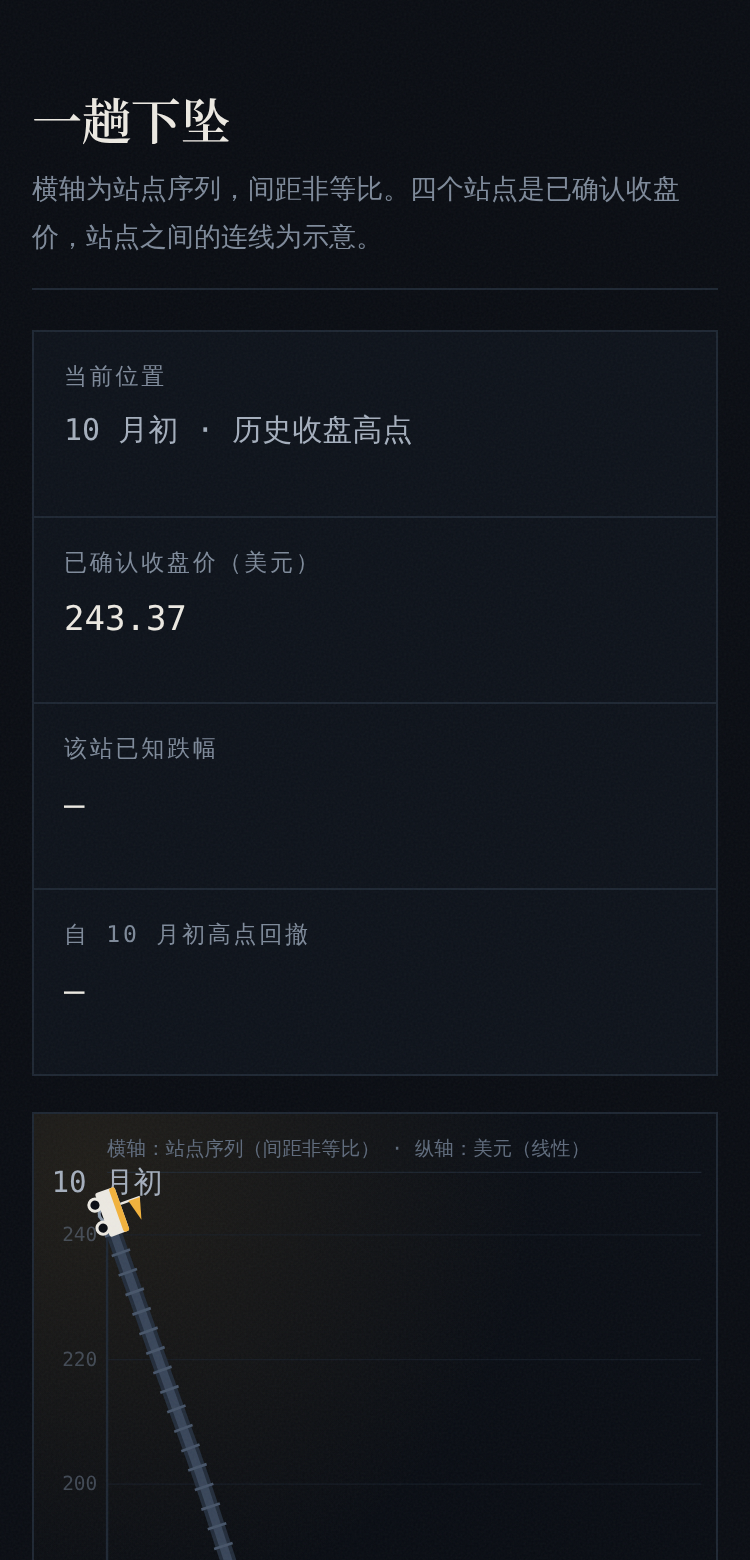 一趟下坠
横轴为站点序列，间距非等比。四个站点是已确认收盘
价，站点之间的连线为示意。
当前位置
10 月初 · 历史收盘高点
已确认收盘价（美元）
243.37
该站已知跌幅
—
自 10 月初高点回撤
—
横轴：站点序列（间距非等比） · 纵轴：美元（线性）
10 月初
240
220
200